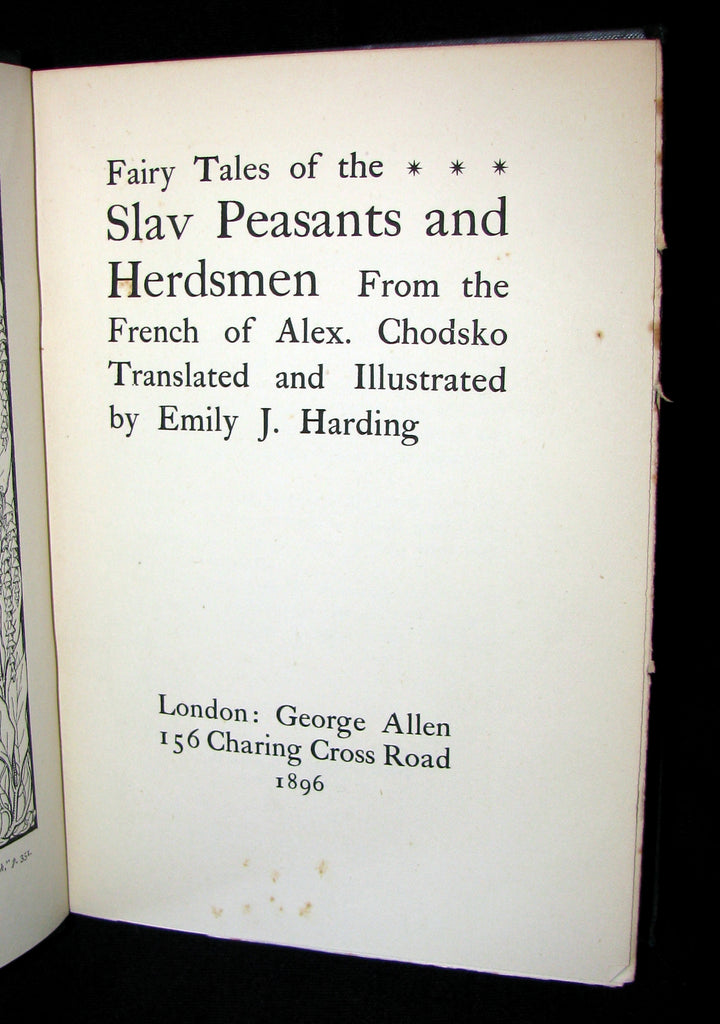 Fairy Tales of the * * *
Slav Peasants and
Herdsmen From the
French of Alex. Chodsko
Translated and Illustrated
by Emily J. Harding
London: George Allen
156 Charing Cross Road
1896